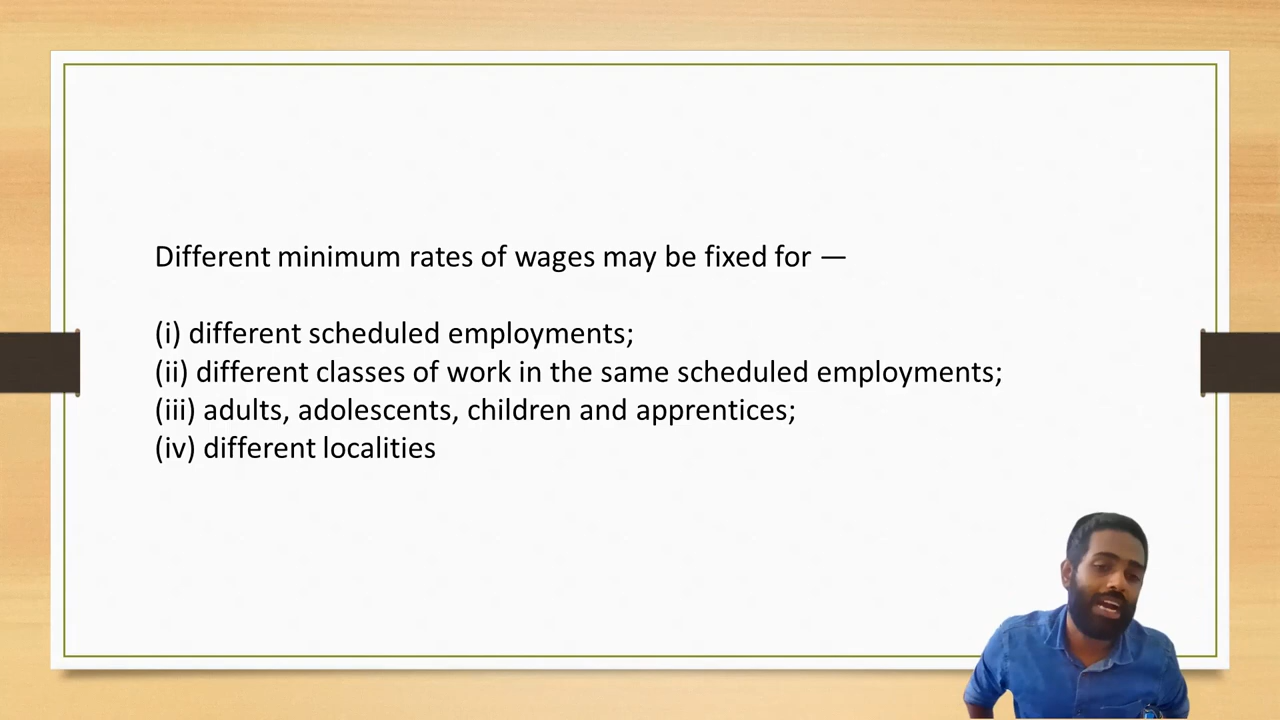 Different minimum rates of wages may be fixed for —
(i) different scheduled employments;
(ii) different classes of work in the same scheduled employments;
(iii) adults, adolescents, children and apprentices;
(iv) different localities